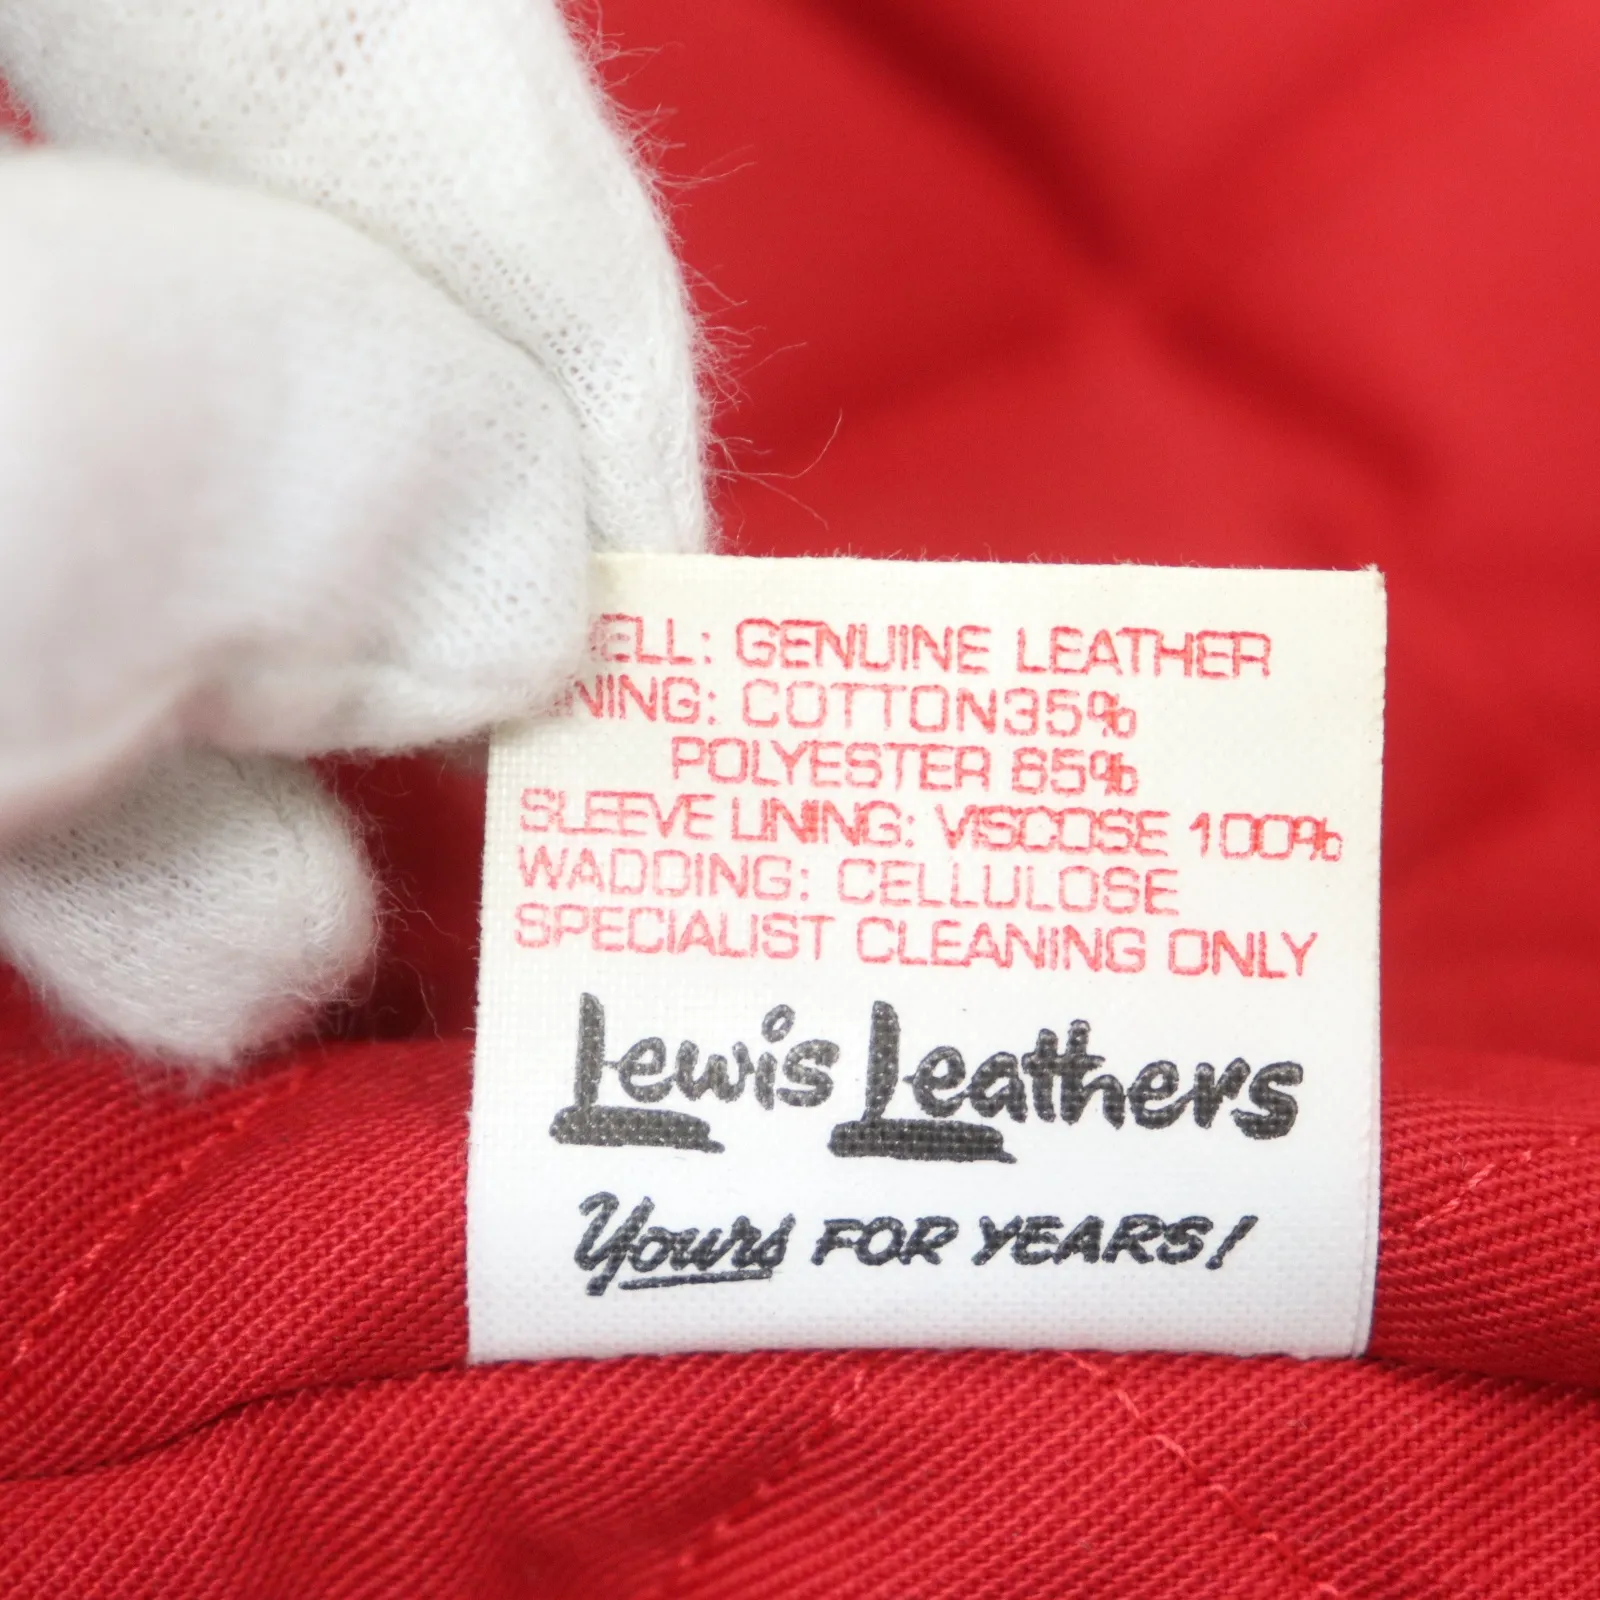 ELL: GENUINE LEATHER
NING: COTTON35%
POLYESTER 65%
SLEEVE LINING: VISCOSE 100%
WADDING: CELLULOSE
SPECIALIST CLEANING ONLY
Lewis Leathers
Yours FOR YEARS!